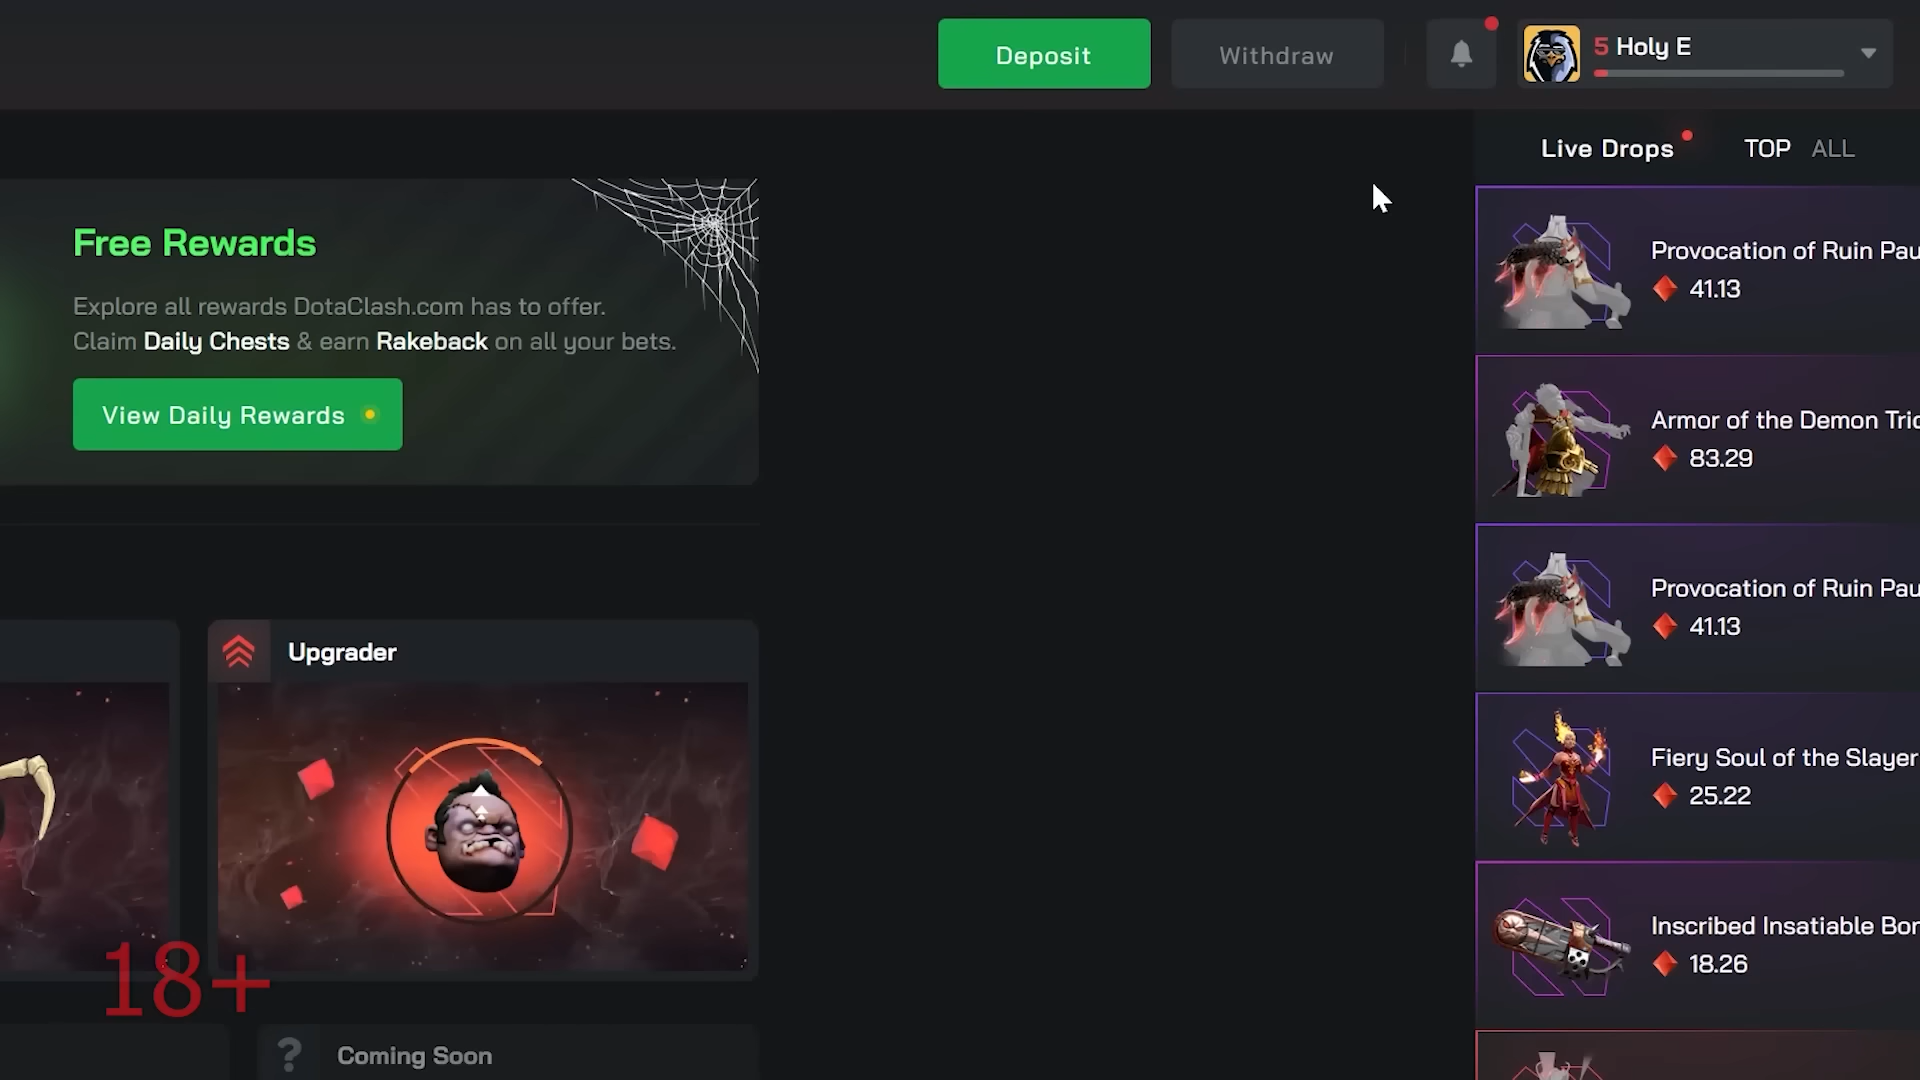 Deposit
Withdraw
5 Holy E
Live Drops
TOP
ALL
Free Rewards
Explore all rewards DotaClash.com has to offer.
Claim Daily Chests & earn Rakeback on all your bets.
View Daily Rewards
Provocation of Ruin Pau
41.13
Armor of the Demon Tric
83.29
Provocation of Ruin Pau
41.13
Upgrader
Fiery Soul of the Slayer
25.22
Inscribed Insatiable Bon
18.26
18+
?
Coming Soon